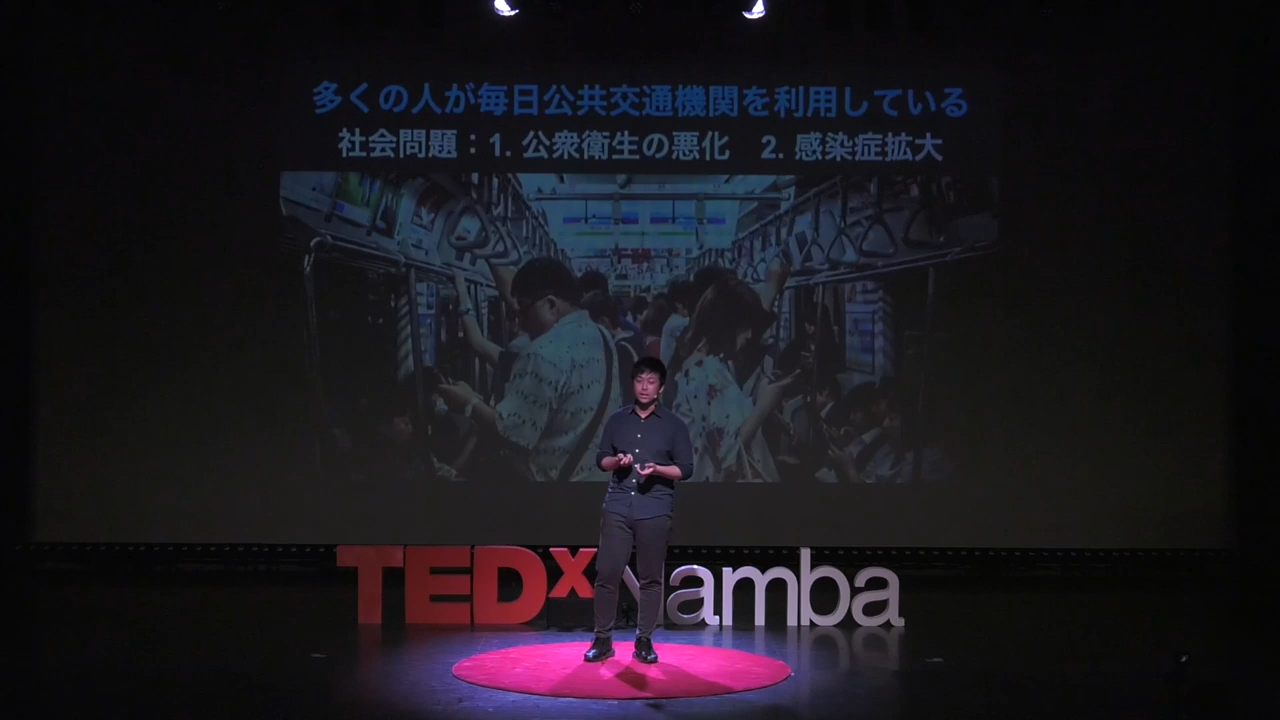 多くの人が毎日公共交通機関を利用している
社会問題：1. 公衆衛生の悪化　2. 感染症拡大
TEDxNamba